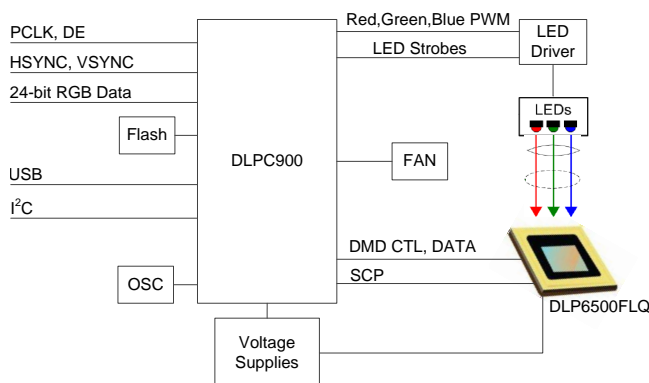 PCLK, DE
HSYNC, VSYNC
24-bit RGB Data
Flash
USB
I²C
OSC
DLPC900
Voltage
Supplies
Red,Green,Blue PWM
LED Strobes
LED
Driver
LEDs
FAN
DMD CTL, DATA
SCP
DLP6500FLQ